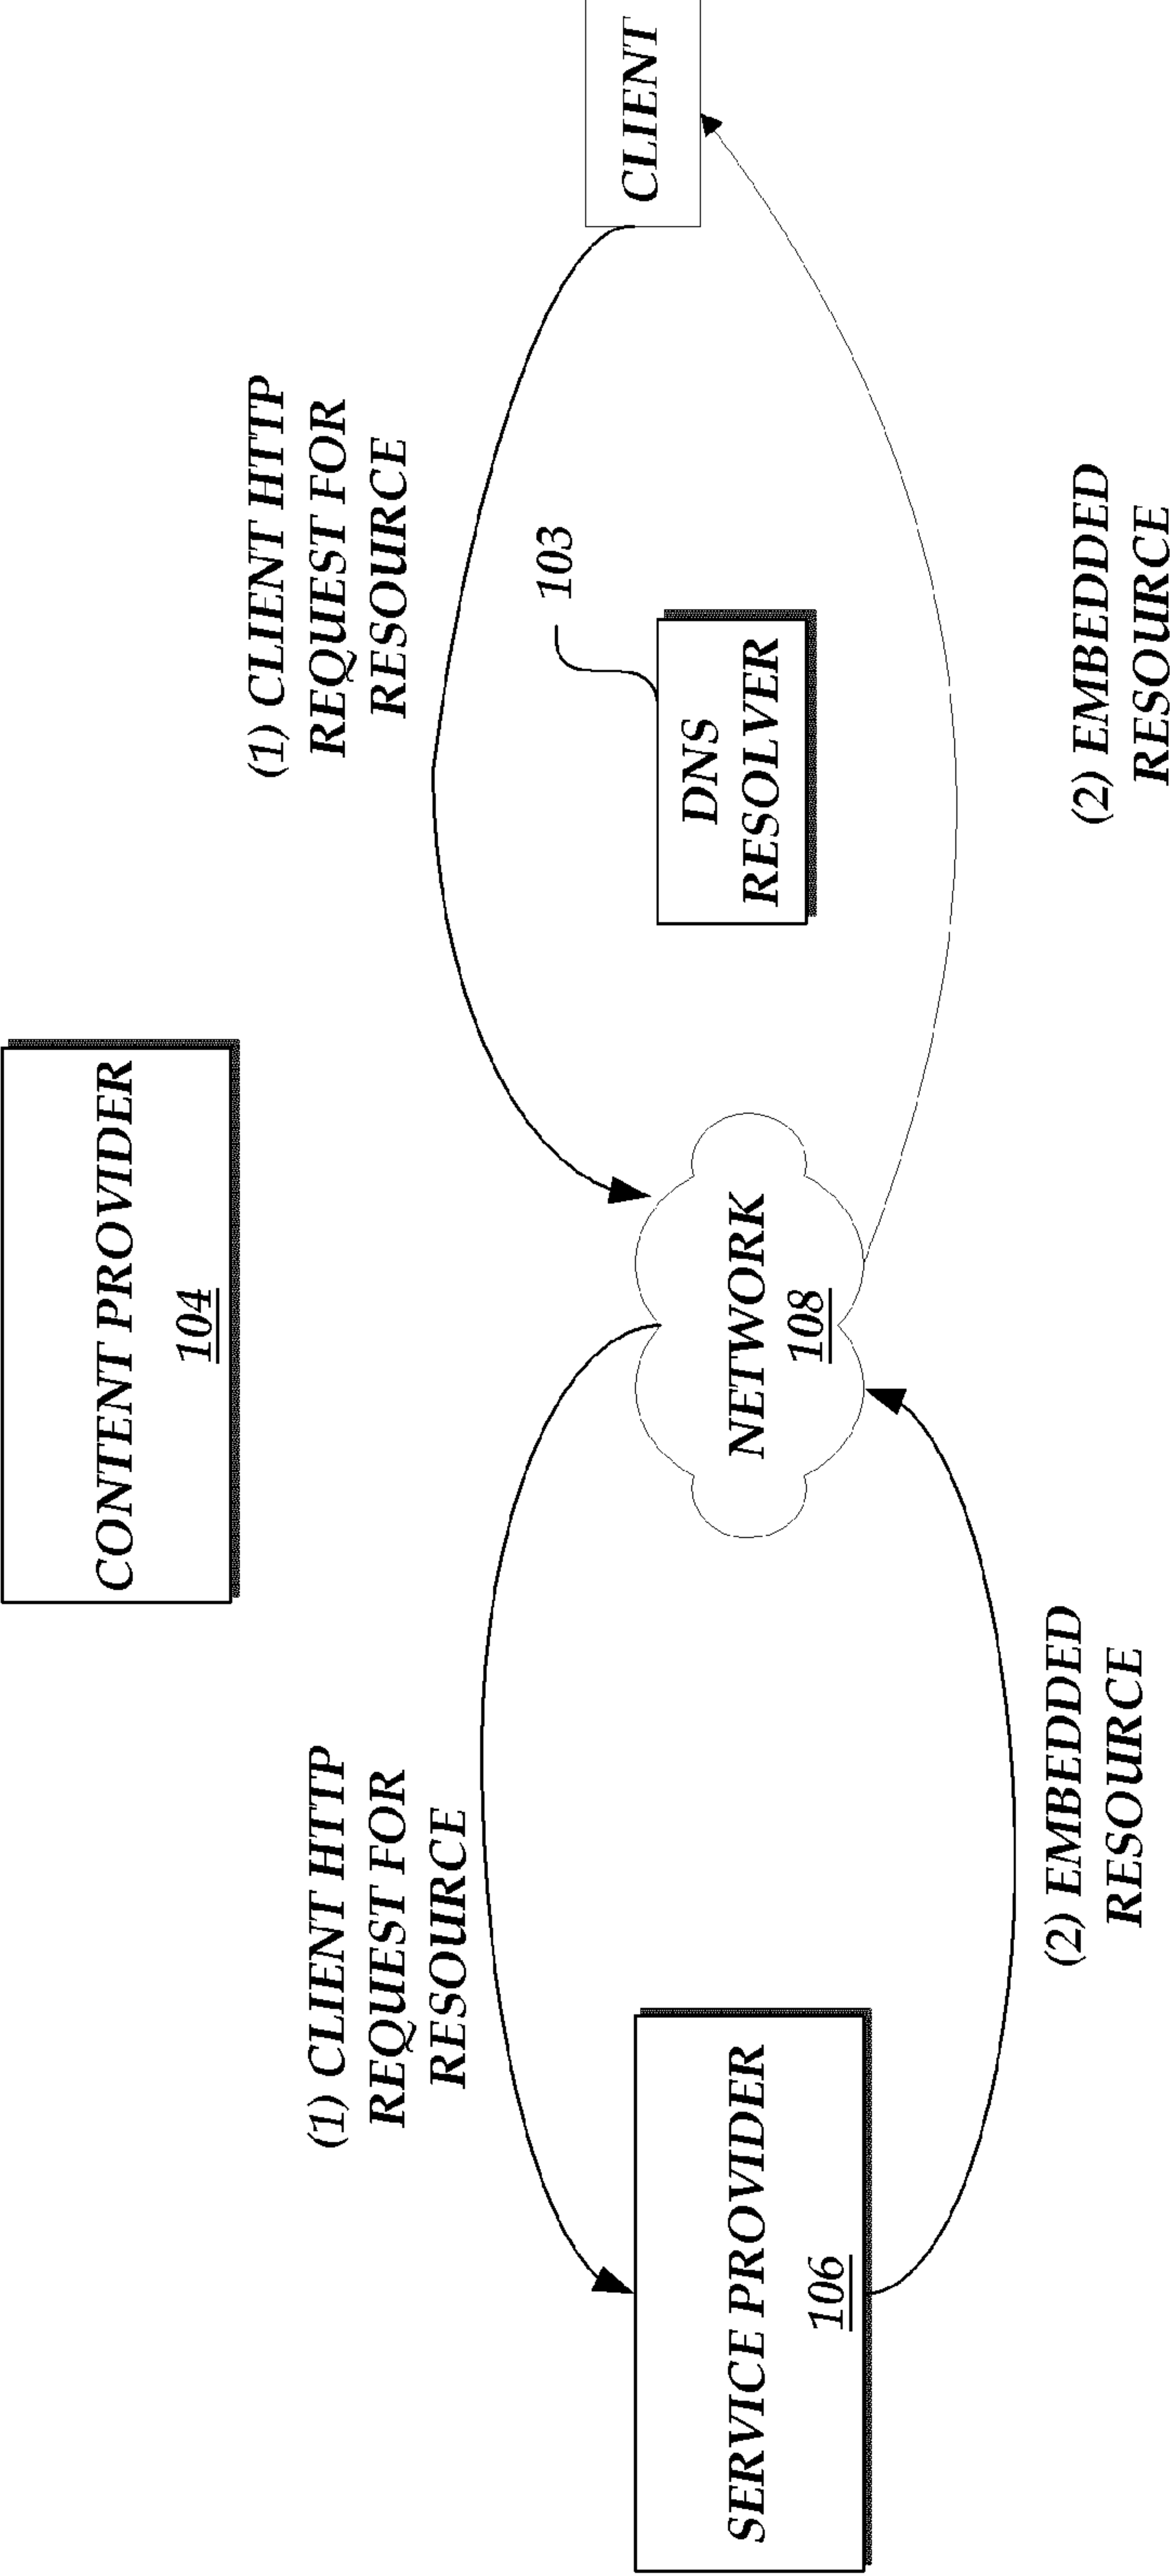 CONTENT PROVIDER
104
(1) CLIENT HTTP
REQUEST FOR
RESOURCE
(1) CLIENT HTTP
REQUEST FOR
RESOURCE
103
SERVICE PROVIDER
106
NETWORK
108
DNS
RESOLVER
CLIENT
(2) EMBEDDED
RESOURCE
(2) EMBEDDED
RESOURCE